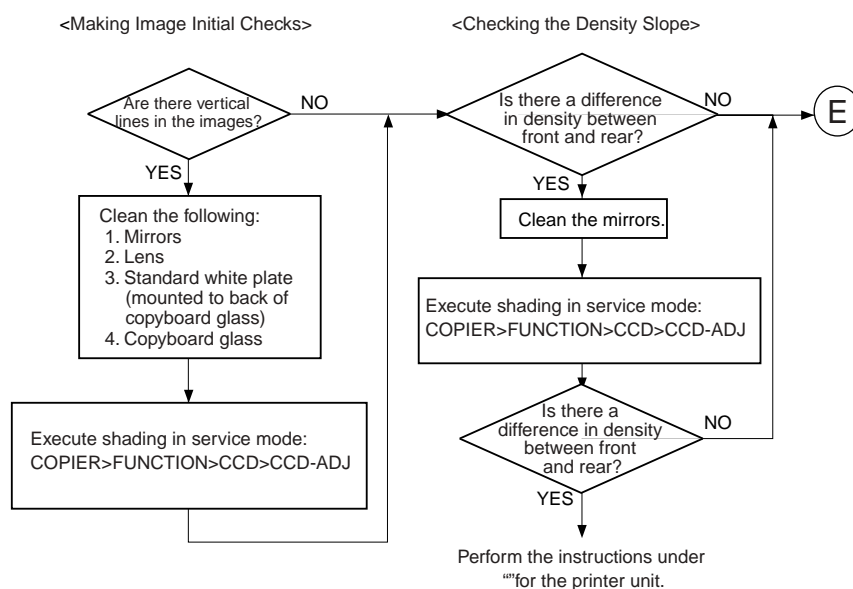 <Making Image Initial Checks>
Are there vertical
lines in the images?
NO
YES
Clean the following:
1. Mirrors
2. Lens
3. Standard white plate
(mounted to back of
copyboard glass)
4. Copyboard glass
Execute shading in service mode:
COPIER>FUNCTION>CCD>CCD-ADJ
<Checking the Density Slope>
Is there a difference
in density between
front and rear?
NO
E
YES
Clean the mirrors.
Execute shading in service mode:
COPIER>FUNCTION>CCD>CCD-ADJ
Is there a
difference in density
between front
and rear?
NO
YES
Perform the instructions under
“”for the printer unit.